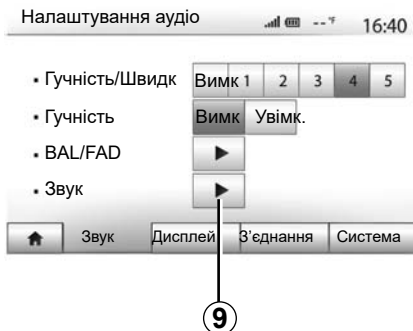 Налаштування аудіо -- °F 16:40
• Гучність/Швидк Вимк 1 2 3 4 5
• Гучність Вимк Увімк.
• BAL/FAD
• Звук
Звук Дисплей З’єднання Система
9